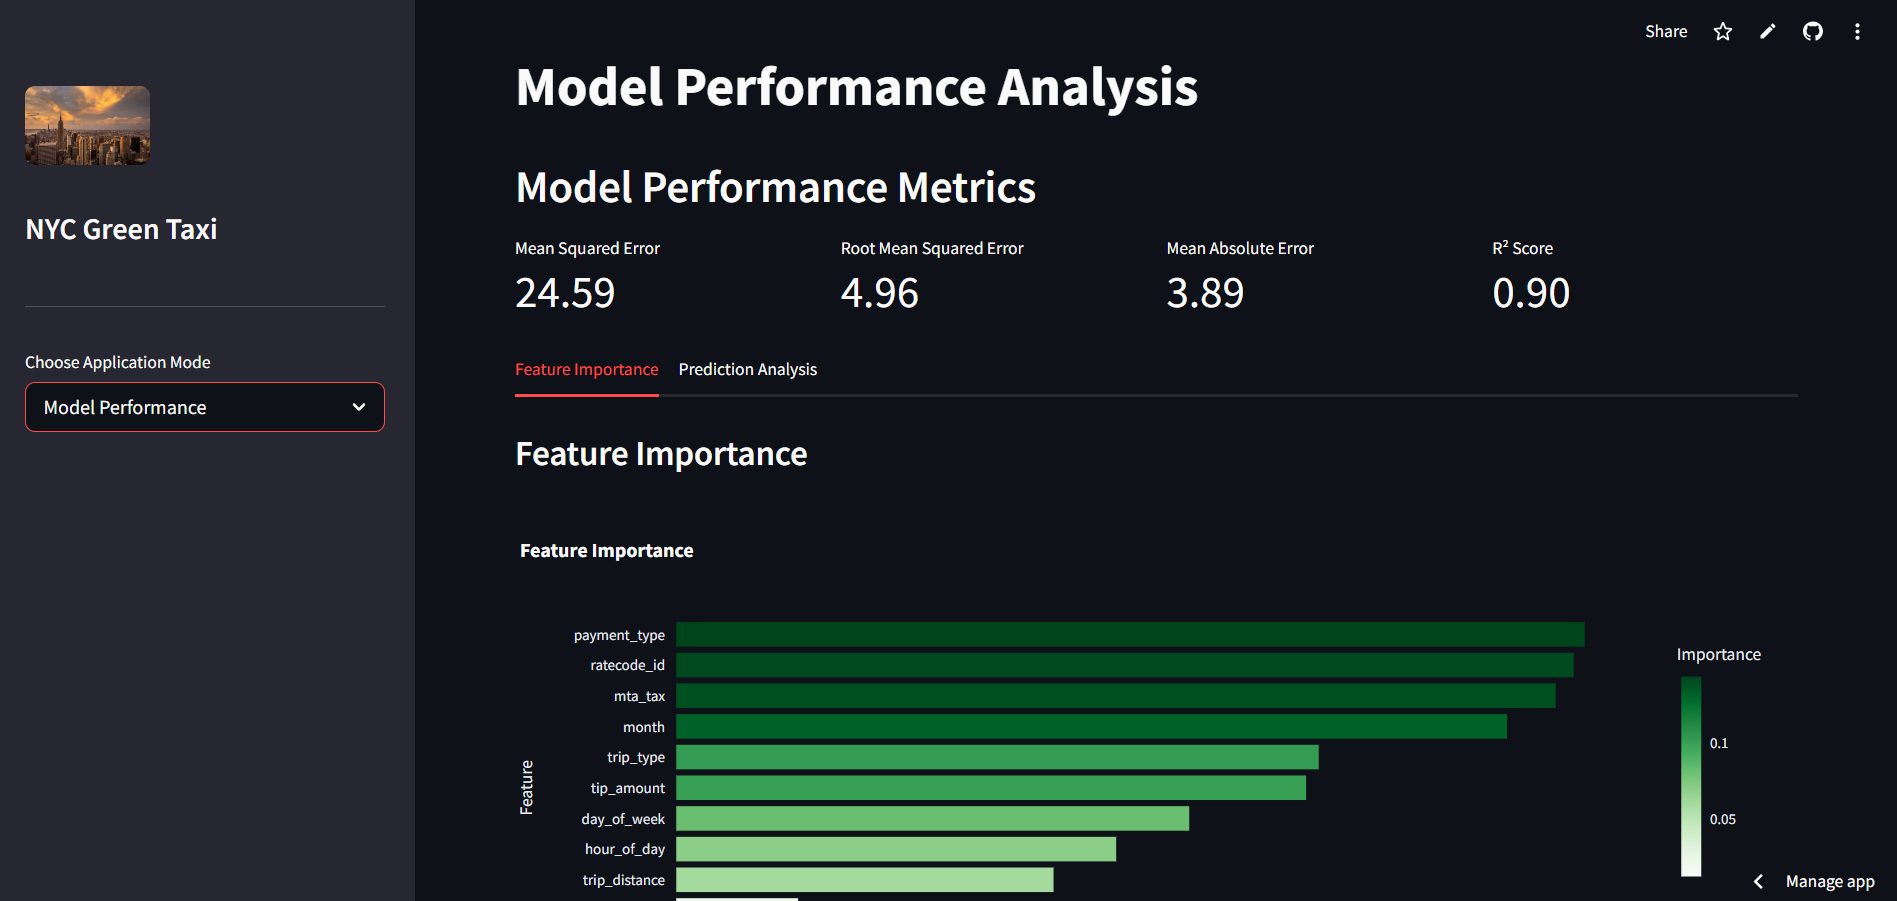 Share
NYC Green Taxi
Choose Application Mode
Model Performance
Model Performance Analysis
Model Performance Metrics
Mean Squared Error
24.59
Root Mean Squared Error
4.96
Mean Absolute Error
3.89
R² Score
0.90
Feature Importance
Prediction Analysis
Feature Importance
Feature Importance
Feature
payment_type
ratecode_id
mta_tax
month
trip_type
tip_amount
day_of_week
hour_of_day
trip_distance
Importance
0.1
0.05
Manage app